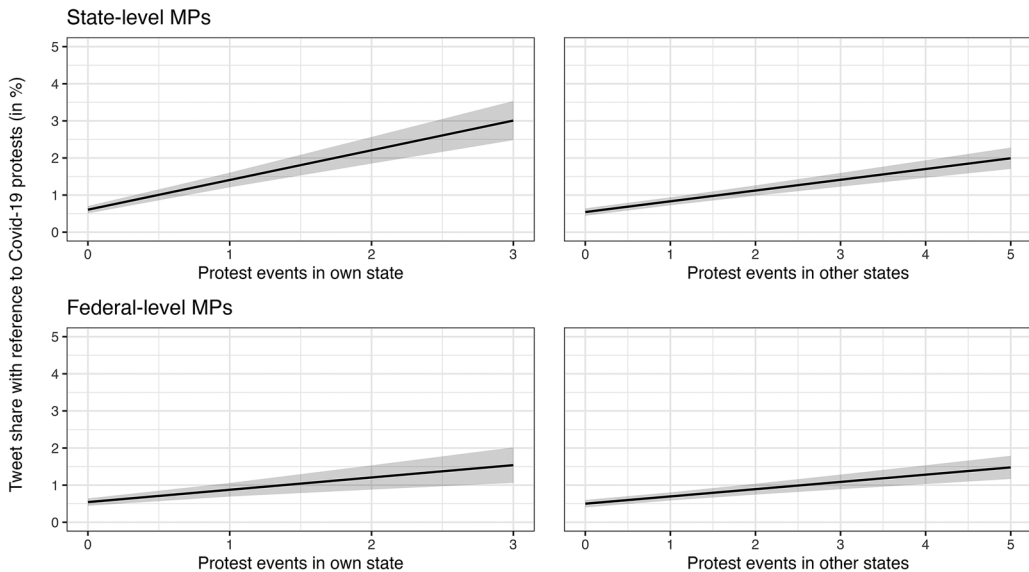 State-level MPs
Tweet share with reference to Covid-19 protests (in %)
5
4
3
2
1
0
0 1 2 3
Protest events in own state
0 1 2 3 4 5
Protest events in other states
Federal-level MPs
5
4
3
2
1
0
0 1 2 3
Protest events in own state
0 1 2 3 4 5
Protest events in other states